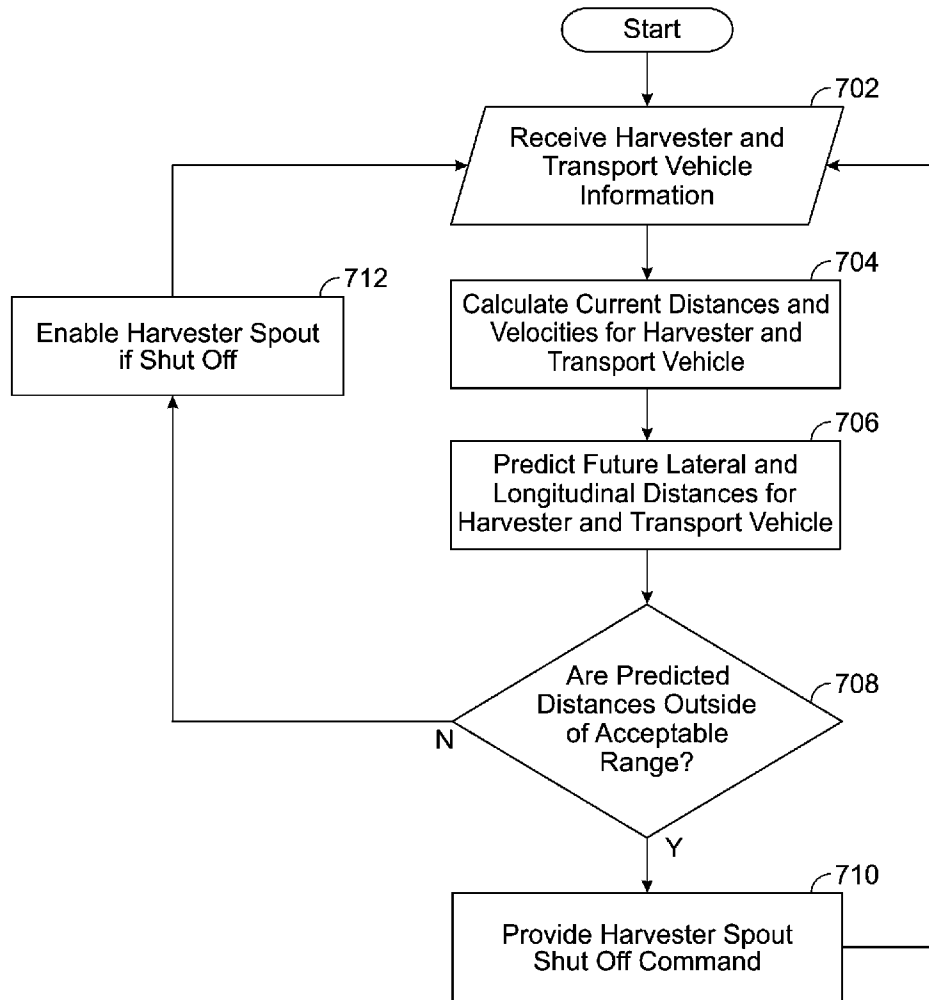 Start
702
Receive Harvester and
Transport Vehicle
Information
704
Calculate Current Distances and
Velocities for Harvester and
Transport Vehicle
712
Enable Harvester Spout
if Shut Off
706
Predict Future Lateral and
Longitudinal Distances for
Harvester and Transport Vehicle
708
Are Predicted
Distances Outside
of Acceptable
Range?
N
Y
710
Provide Harvester Spout
Shut Off Command